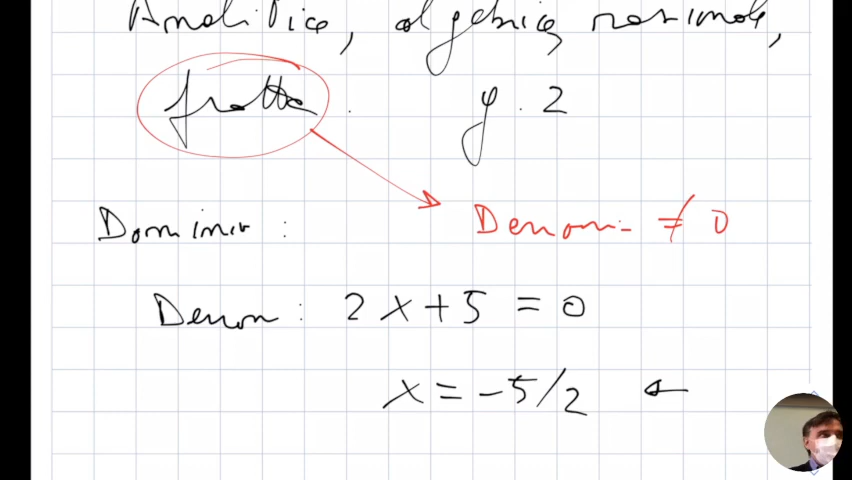 Analitica, algebrica, razionale,
fratta. g. 2
Dominio: Denom. ≠ 0
Denom: 2x+5 = 0
x = -5/2 ←